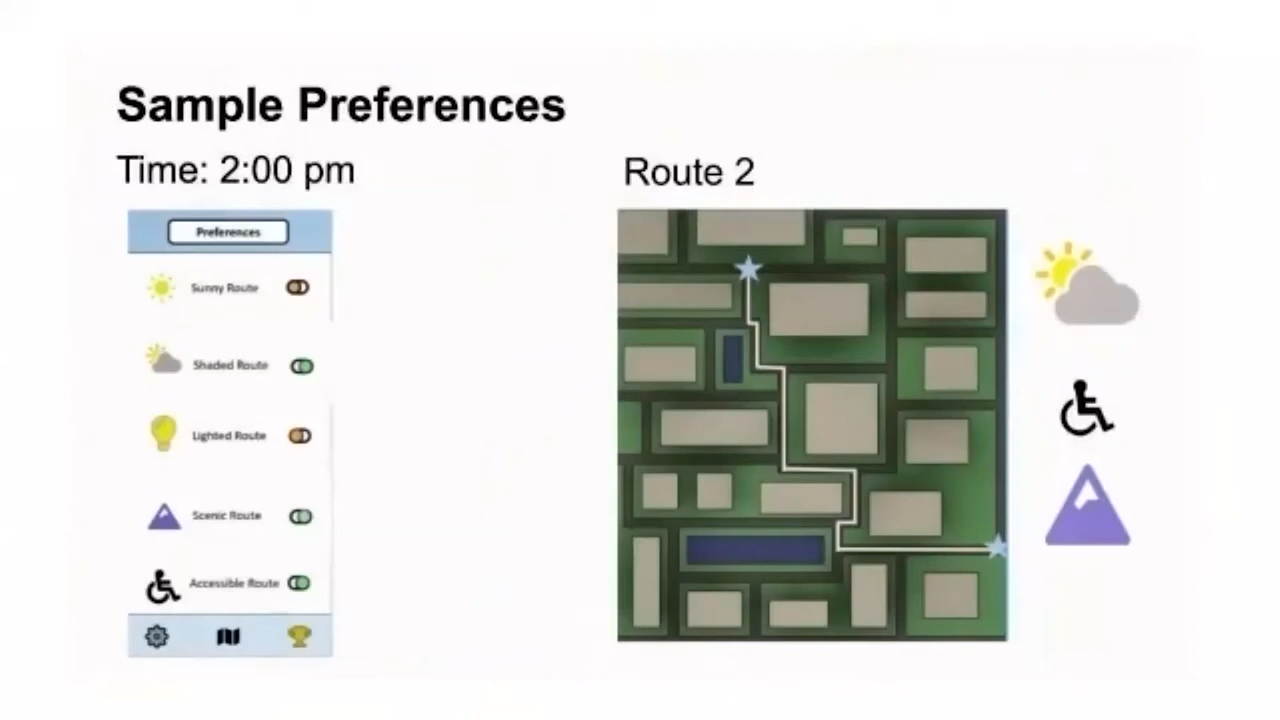 Sample Preferences
Time: 2:00 pm
Route 2
Preferences
Sunny Route
Shaded Route
Lighted Route
Scenic Route
Accessible Route